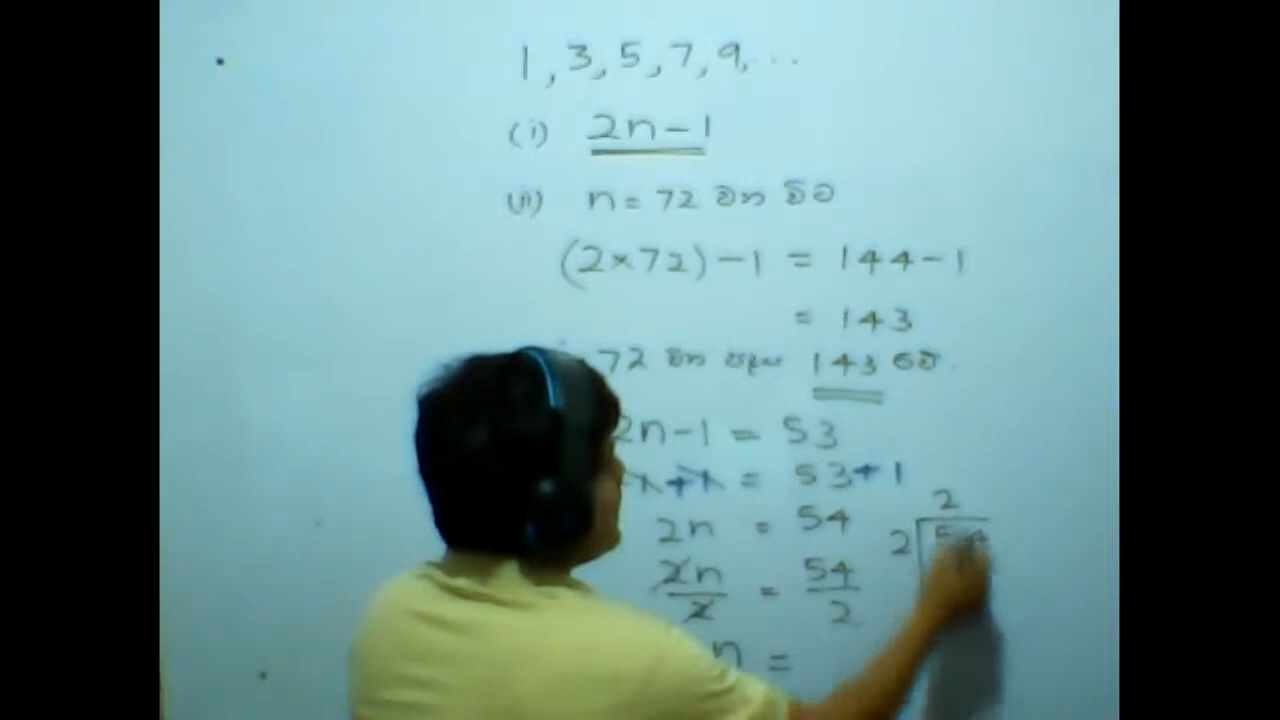 1, 3, 5, 7, 9, ...
(i) 2n-1
(ii) n = 72 වන විට
(2×72)-1 = 144-1
= 143
72 වන පදය 143 වේ.
2n-1 = 53
= 53+1
2n = 54
2n/2 = 54/2
n =
2
2 54